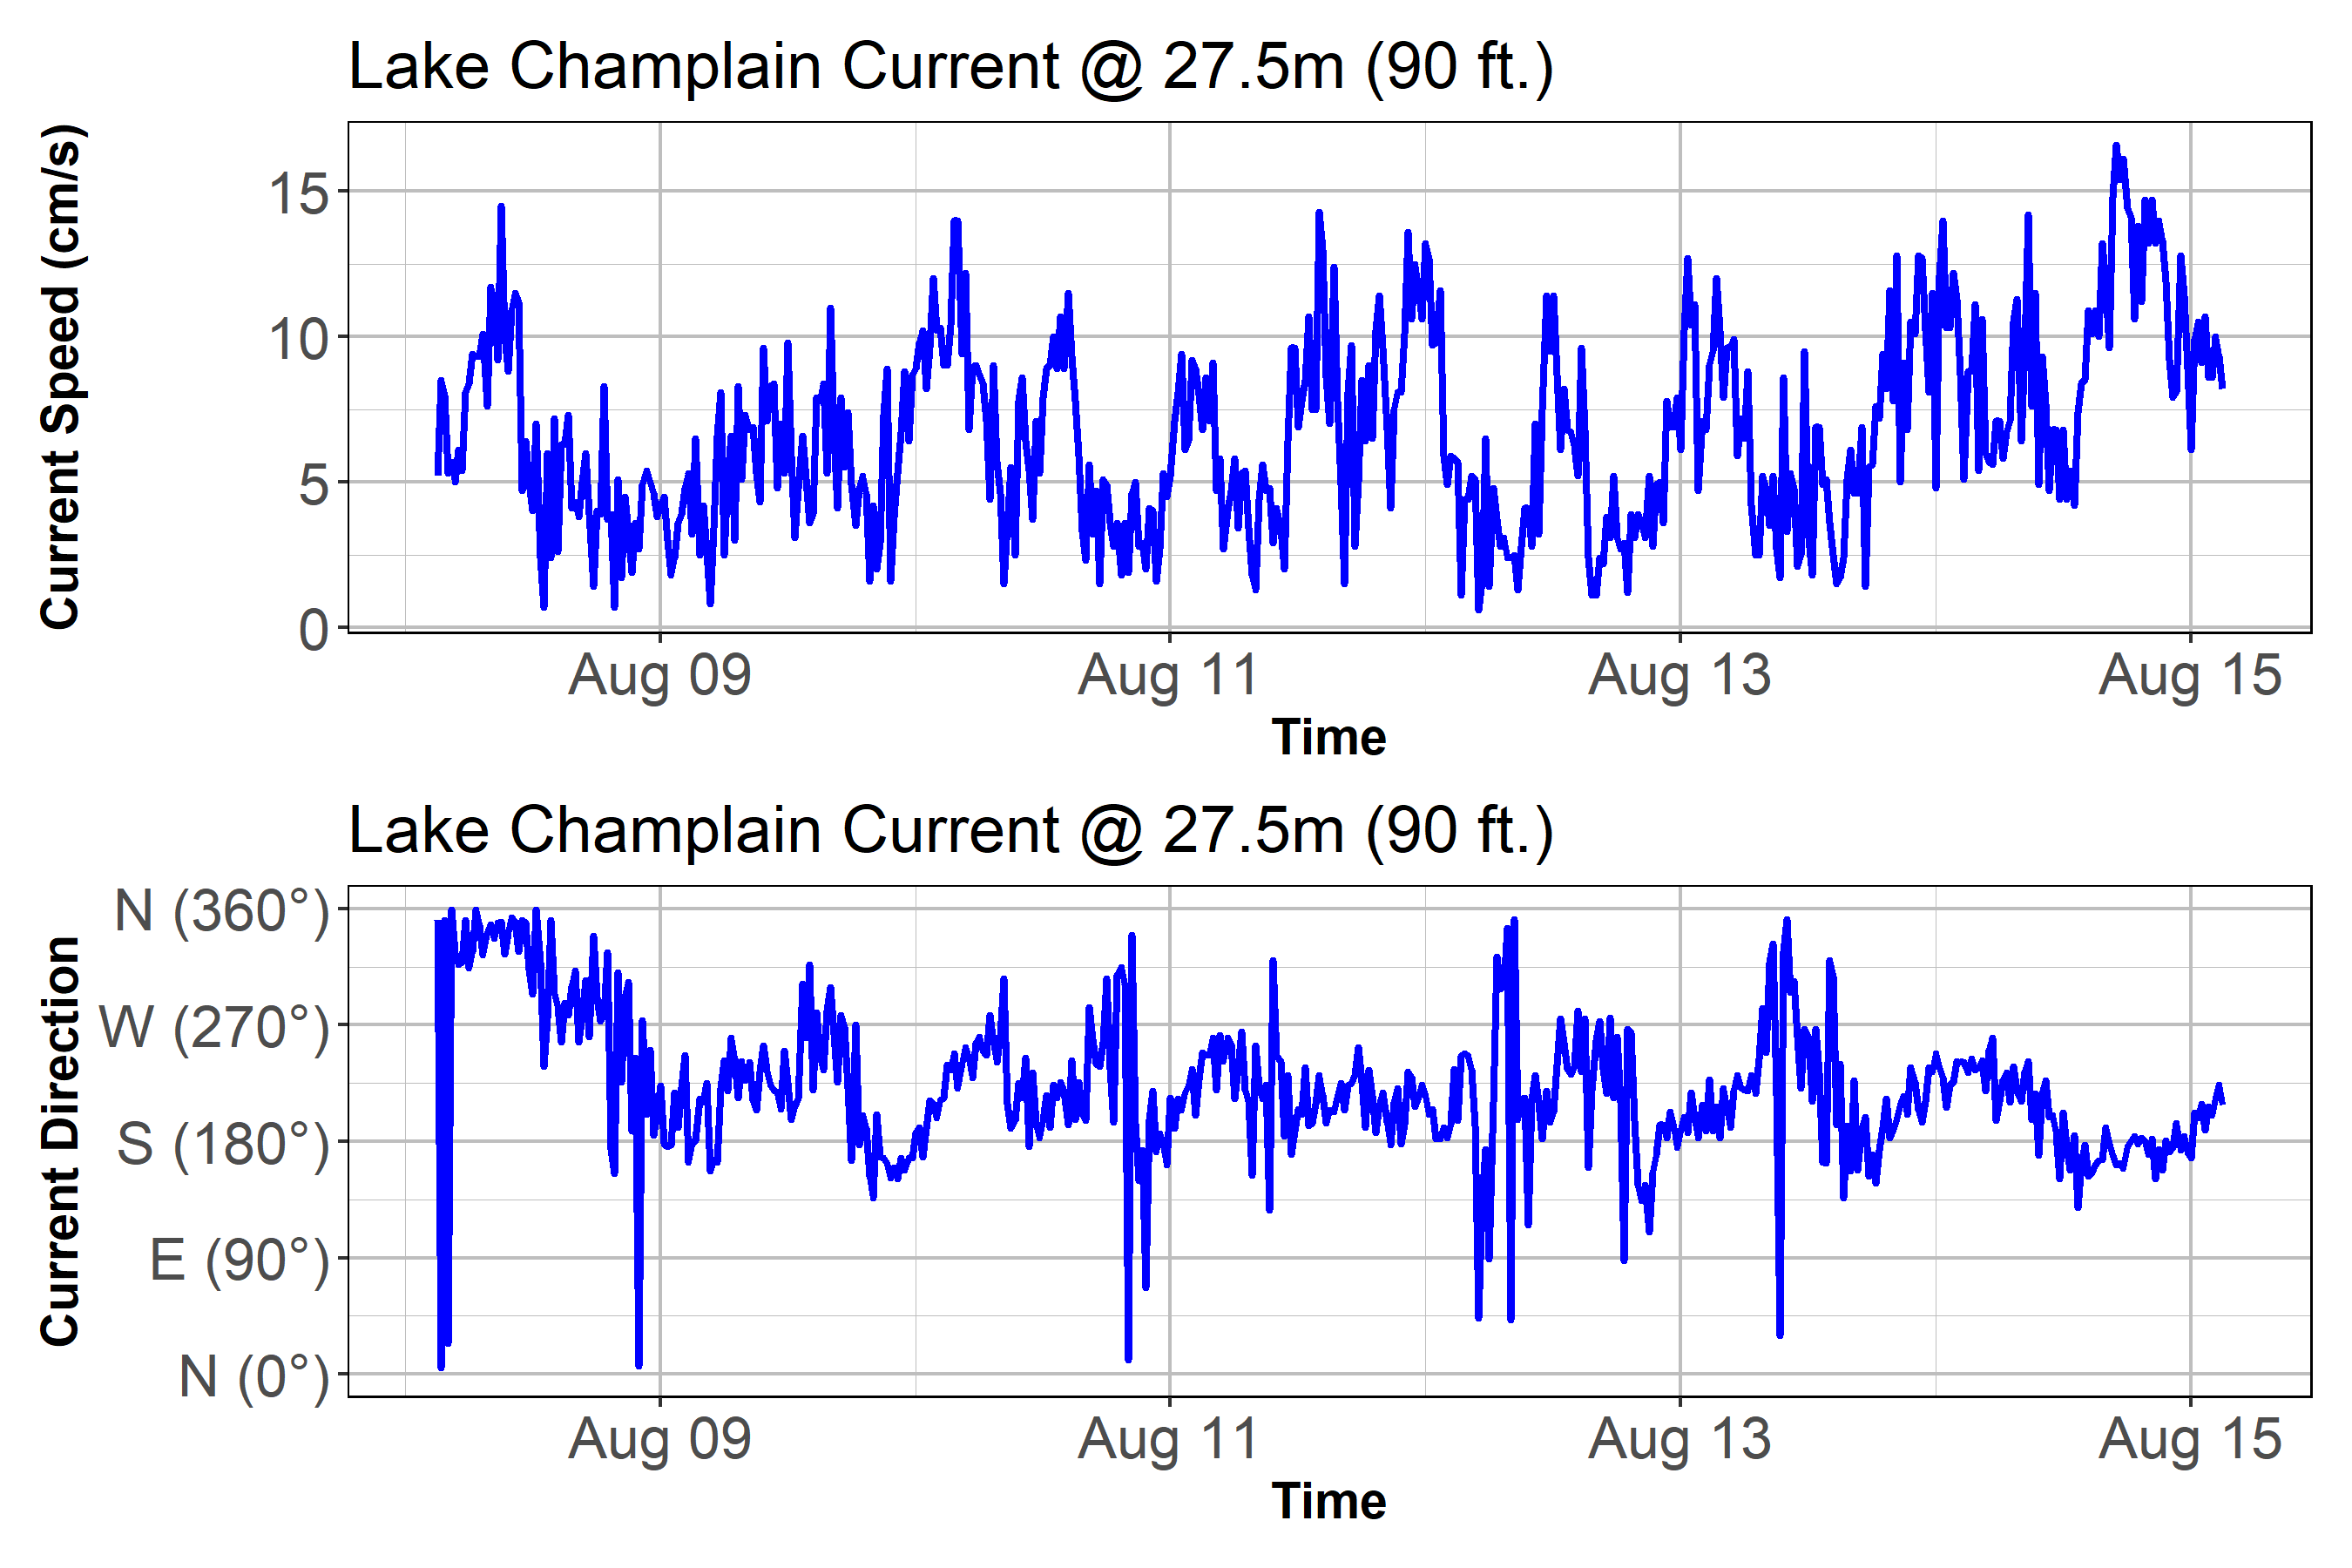 Lake Champlain Current @ 27.5m (90 ft.)
Current Speed (cm/s)
15
10
5
0
Aug 09 Aug 11 Aug 13 Aug 15
Time
Lake Champlain Current @ 27.5m (90 ft.)
Current Direction
N (360°)
W (270°)
S (180°)
E (90°)
N (0°)
Aug 09 Aug 11 Aug 13 Aug 15
Time